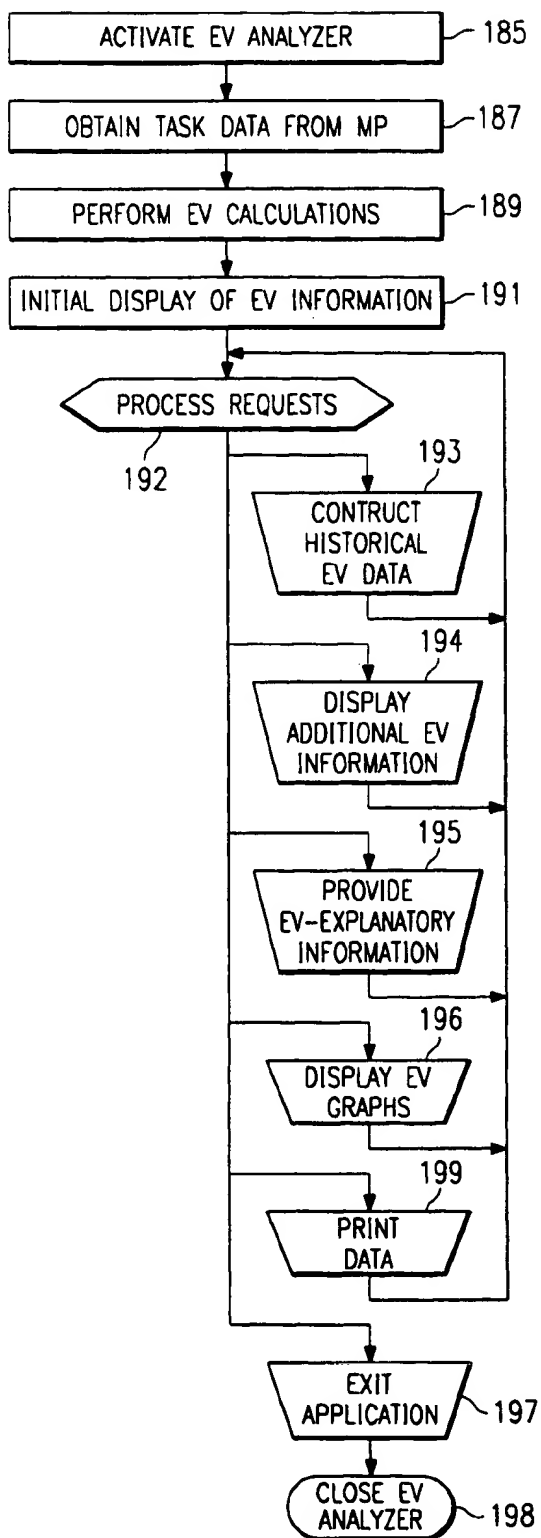 ACTIVATE EV ANALYZER
185
OBTAIN TASK DATA FROM MP
187
PERFORM EV CALCULATIONS
189
INITIAL DISPLAY OF EV INFORMATION
191
PROCESS REQUESTS
192
193
CONTRUCT
HISTORICAL
EV DATA
194
DISPLAY
ADDITIONAL EV
INFORMATION
195
PROVIDE
EV-EXPLANATORY
INFORMATION
196
DISPLAY EV
GRAPHS
199
PRINT
DATA
EXIT
APPLICATION
197
CLOSE EV
ANALYZER
198